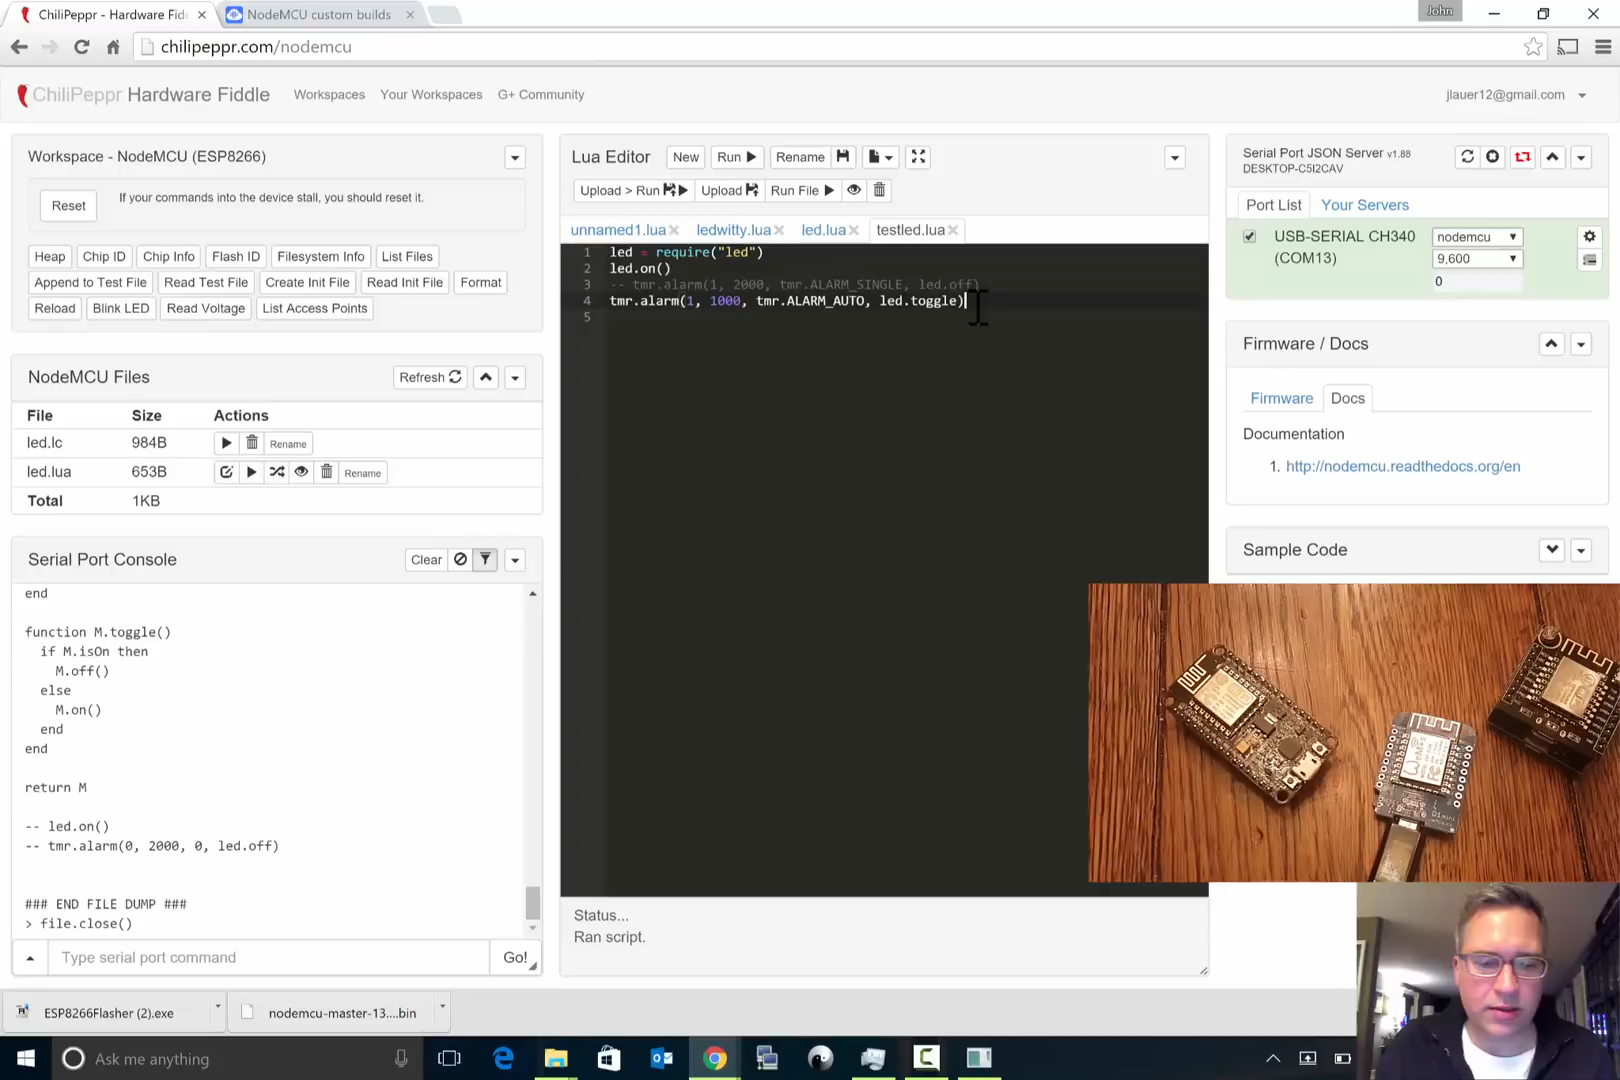 ChiliPeppr - Hardware Fid
NodeMCU custom builds
John
chilipeppr.com/nodemcu
ChiliPeppr Hardware Fiddle
Workspaces
Your Workspaces
G+ Community
jlauer12@gmail.com
Workspace - NodeMCU (ESP8266)
Reset
If your commands into the device stall, you should reset it.
Heap
Chip ID
Chip Info
Flash ID
Filesystem Info
List Files
Append to Test File
Read Test File
Create Init File
Read Init File
Format
Reload
Blink LED
Read Voltage
List Access Points
NodeMCU Files
Refresh
File Size Actions
led.lc 984B Rename
led.lua 653B Rename
Total 1KB
Serial Port Console
Clear
end
function M.toggle()
if M.isOn then
M.off()
else
M.on()
end
end
return M
-- led.on()
-- tmr.alarm(0, 2000, 0, led.off)
### END FILE DUMP ###
> file.close()
Type serial port command
Go!
Lua Editor
New
Run
Rename
Upload > Run
Upload
Run File
unnamed1.lua
ledwitty.lua
led.lua
testled.lua
1 led = require("led")
2 led.on()
3 -- tmr.alarm(1, 2000, tmr.ALARM_SINGLE, led.off)
4 tmr.alarm(1, 1000, tmr.ALARM_AUTO, led.toggle)
5
Status...
Ran script.
Serial Port JSON Server v1.88
DESKTOP-C5I2CAV
Port List
Your Servers
USB-SERIAL CH340
(COM13)
nodemcu
9,600
0
Firmware / Docs
Firmware
Docs
Documentation
1. http://nodemcu.readthedocs.org/en
Sample Code
ESP8266Flasher (2).exe
nodemcu-master-13....bin
Ask me anything